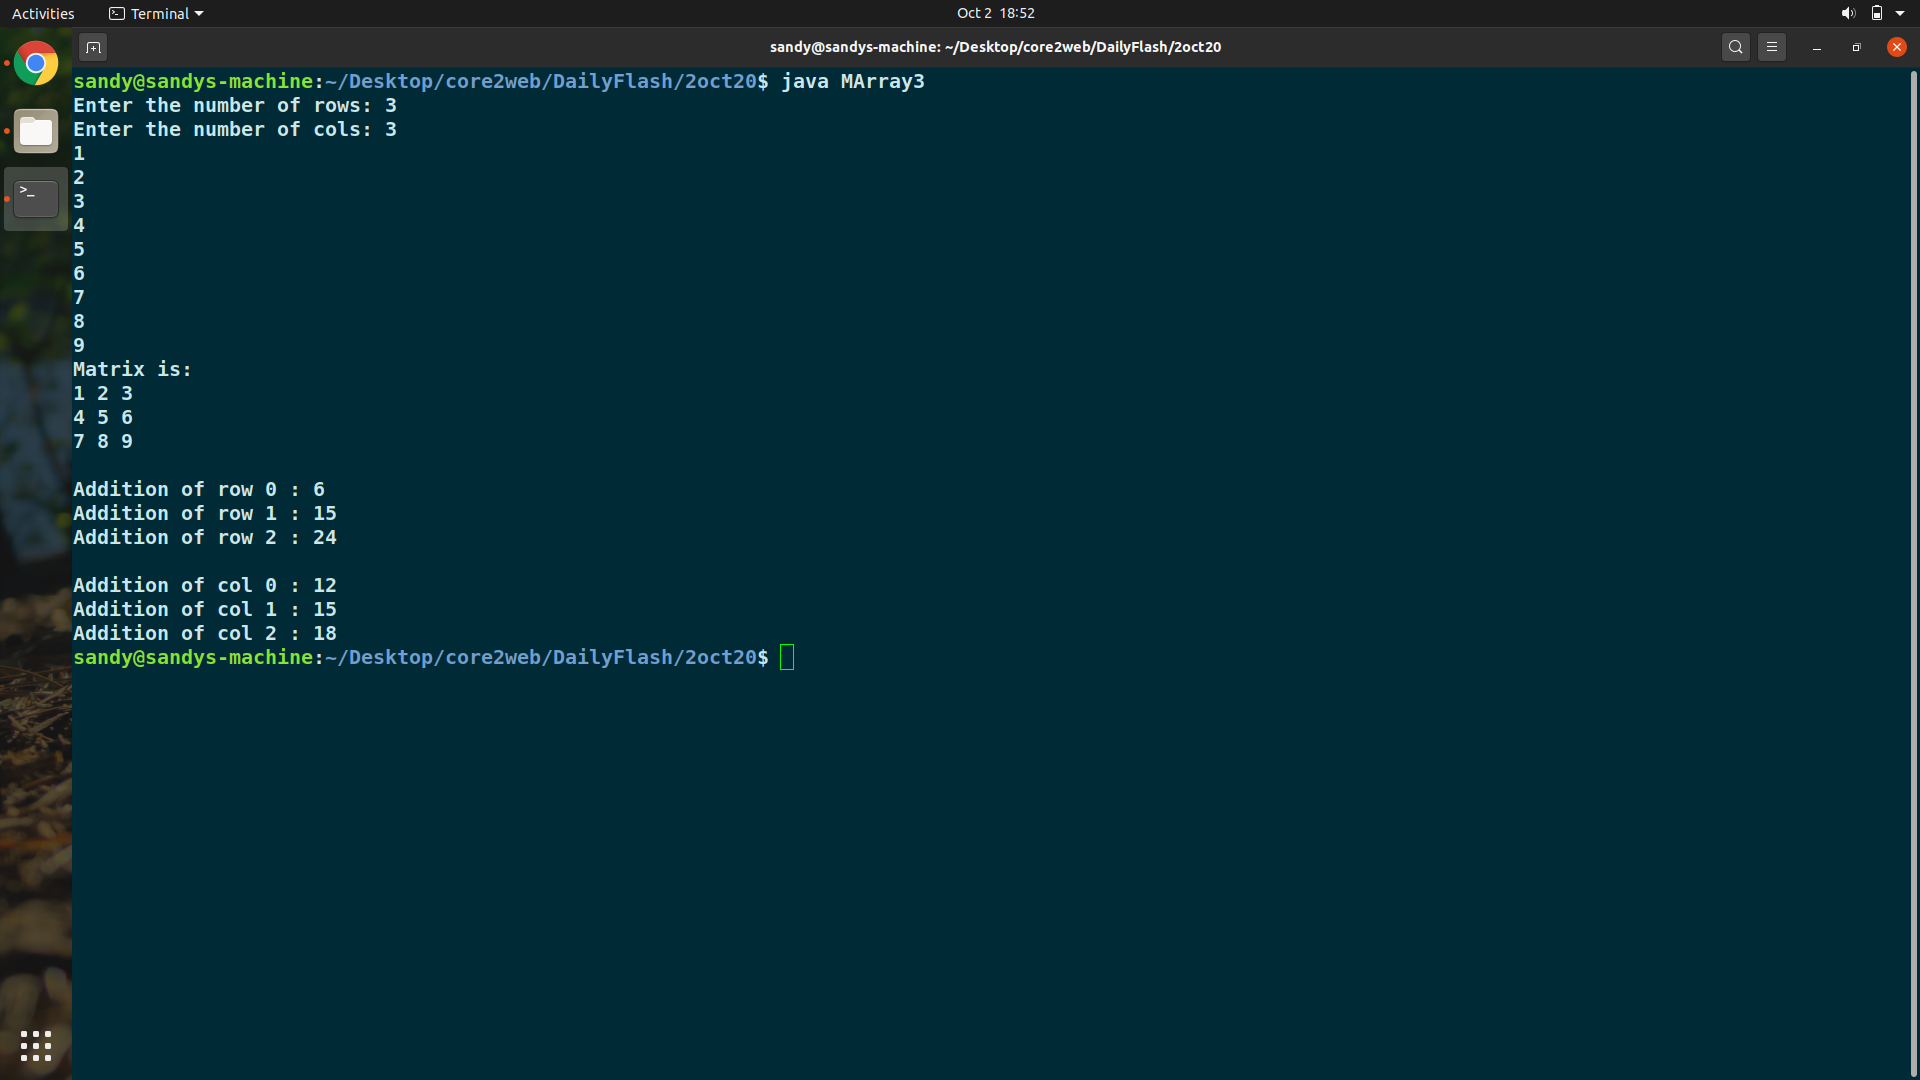 Activities
Terminal
Oct 2 18:52
sandy@sandys-machine: ~/Desktop/core2web/DailyFlash/2oct20
sandy@sandys-machine:~/Desktop/core2web/DailyFlash/2oct20$ java MArray3
Enter the number of rows: 3
Enter the number of cols: 3
1
2
3
4
5
6
7
8
9
Matrix is:
1 2 3
4 5 6
7 8 9
Addition of row 0 : 6
Addition of row 1 : 15
Addition of row 2 : 24
Addition of col 0 : 12
Addition of col 1 : 15
Addition of col 2 : 18
sandy@sandys-machine:~/Desktop/core2web/DailyFlash/2oct20$